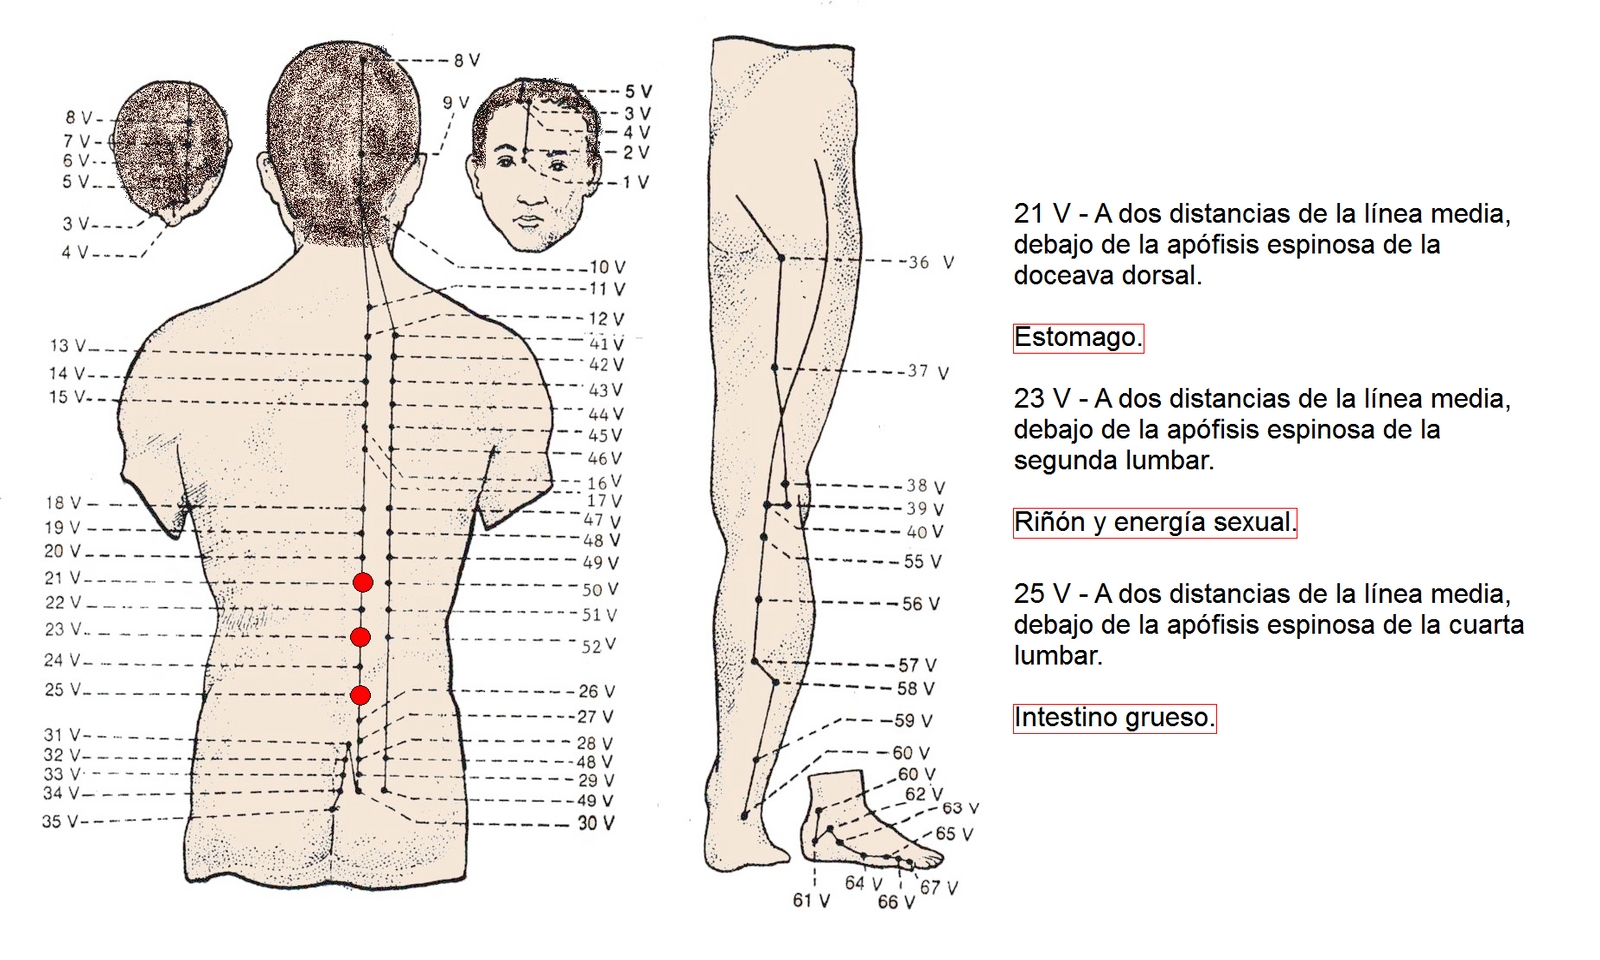 8 V
7 V
6 V
5 V
3 V
4 V
8 V
9 V
5 V
3 V
4 V
2 V
1 V
10 V
11 V
12 V
41 V
42 V
43 V
44 V
45 V
46 V
16 V
17 V
47 V
48 V
49 V
50 V
51 V
52 V
26 V
27 V
28 V
48 V
29 V
49 V
30 V
13 V
14 V
15 V
18 V
19 V
20 V
21 V
22 V
23 V
24 V
25 V
31 V
32 V
33 V
34 V
35 V
36 V
37 V
38 V
39 V
40 V
55 V
56 V
57 V
58 V
59 V
60 V
60 V
62 V
63 V
65 V
64 V
67 V
61 V
66 V
21 V - A dos distancias de la línea media,
debajo de la apófisis espinosa de la
doceava dorsal.
Estomago.
23 V - A dos distancias de la línea media,
debajo de la apófisis espinosa de la
segunda lumbar.
Riñón y energía sexual.
25 V - A dos distancias de la línea media,
debajo de la apófisis espinosa de la cuarta
lumbar.
Intestino grueso.